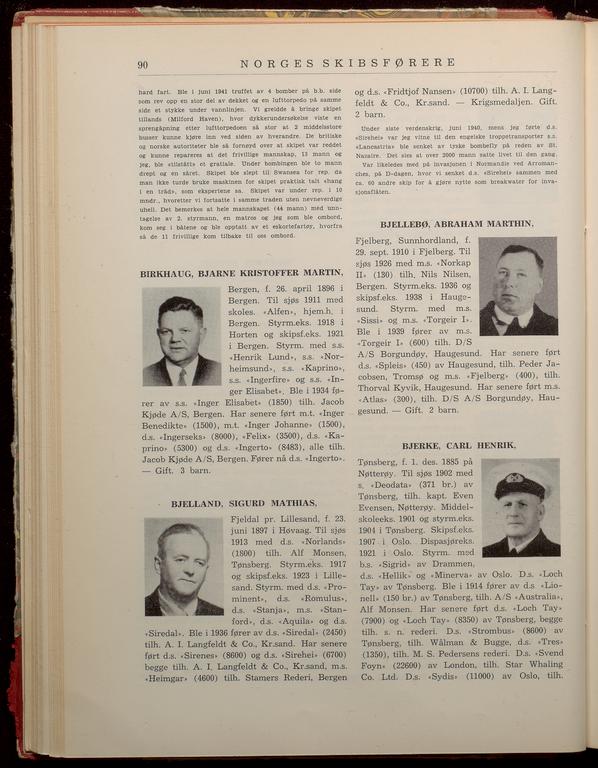 90
NORGES SKIBSFØRERE
hard fart. Ble i juni 1941 truffet av 4 bomber på b.b. side
som rev opp en stor del av dekket og en lufttorpedo på samme
side et stykke under vannlinjen. Vi greidde å bringe skipet
tillands (Milford Haven), hvor dykkerundersøkelse viste en
sprengåpning etter lufttorpedoen så stor at 2 middelsstore
busser kunne kjøre inn ved siden av hverandre. De britiske
og norske autoriteter ble så fornøyd over at skipet var reddet
og kunne repareres at det frivillige mannskap, 13 mann og
jeg, ble «tilstått» et gratiale. Under bombingen ble to mann
drept og en såret. Skipet ble slept til Swansea for rep. da
man ikke turde bruke maskinen for skipet praktisk talt «hang
i en tråd», som ekspertene sa. Skipet var under rep. i 10
mndr., hvoretter vi fortsatte i samme traden uten nevneverdige
uhell. Det bemerkes at hele mannskapet (44 mann) med unn-
tagelse av 2. styrmann, en matros og jeg som ble ombord,
kom seg i båtene og ble opptatt av et eskortefartøy, hvorfra
så de 11 frivillige kom tilbake til oss ombord.
BIRKHAUG, BJARNE KRISTOFFER MARTIN,
Bergen, f. 26. april 1896 i
Bergen. Til sjøs 1911 med
skoles. «Alfen», hjem.h. i
Bergen. Styrm.eks. 1918 i
Horten og skipsf.eks. 1921
i Bergen. Styrm. med s.s.
«Henrik Lund», s.s. «Nor-
heimsund», s.s. «Kaprino»,
s.s. «Ingerfire» og s.s. «In-
ger Elisabet». Ble i 1934 fø-
rer av s.s. «Inger Elisabet» (1850) tilh. Jacob
Kjøde A/S, Bergen. Har senere ført m.t. «Inger
Benedikte» (1500), m.t. «Inger Johanne» (1500),
d.s. «Ingerseks» (8000), «Felix» (3500), d.s. «Ka-
prino» (5300) og d.s. «Ingerto» (8483), alle tilh.
Jacob Kjøde A/S, Bergen. Fører nå d.s. «Ingerto».
— Gift. 3 barn.
BJELLAND, SIGURD MATHIAS,
Fjeldal pr. Lillesand, f. 23.
juni 1897 i Høvaag. Til sjøs
1913 med d.s. «Norlands»
(1800) tilh. Alf Monsen,
Tønsberg. Styrm.eks. 1917
og skipsf.eks. 1923 i Lille-
sand. Styrm. med d.s. «Pro-
minent», d.s. «Romulus»,
d.s. «Stanja», m.s. «Stan-
ford», d.s. «Aquila» og d.s.
«Siredal». Ble i 1936 fører av d.s. «Siredal» (2450)
tilh. A. I. Langfeldt & Co., Kr.sand. Har senere
ført d.s. «Sirenes» (8600) og d.s. «Sirehei» (6700)
begge tilh. A. I. Langfeldt & Co., Kr.sand, m.s.
«Heimgar» (4600) tilh. Stamers Rederi, Bergen
og d.s. «Fridtjof Nansen» (10700) tilh. A. I. Lang-
feldt & Co., Kr.sand. — Krigsmedaljen. Gift.
2 barn.
Under siste verdenskrig, juni 1940, mens jeg førte d.s.
«Sirehei» var jeg vitne til den engelske troppetransporter s.s.
«Lancastria» ble senket av tyske bombefly på reden av St.
Nazaire. Det sies at over 2000 mann satte livet til den gang.
Var likeledes med på invasjonen i Normandie ved Arroman-
ches, på D-dagen, hvor vi senket d.s. «Sirehei» sammen med
ca. 60 andre skip for å gjøre nytte som breakwater for inva-
sjonsflåten.
BJELLEBØ, ABRAHAM MARTHIN,
Fjelberg, Sunnhordland, f.
29. sept. 1910 i Fjelberg. Til
sjøs 1926 med m.s. «Norkap
II» (130) tilh. Nils Nilsen,
Bergen. Styrm.eks. 1936 og
skipsf.eks. 1938 i Hauge-
sund. Styrm. med m.s.
«Sissi» og m.s. «Torgeir I».
Ble i 1939 fører av m.s.
«Torgeir I» (600) tilh. D/S
A/S Borgundøy, Haugesund. Har senere ført
d.s. «Spleis» (450) av Haugesund, tilh. Peder Ja-
cobsen, Tromsø og m.s. «Fjelberg» (400), tilh.
Thorval Kyvik, Haugesund. Har senere ført m.s.
«Atlas» (300), tilh. D/S A/S Borgundøy, Hau-
gesund. — Gift. 2 barn.
BJERKE, CARL HENRIK,
Tønsberg, f. 1. des. 1885 på
Nøtterøy. Til sjøs 1902 med
s. «Deodata» (371 br.) av
Tønsberg, tilh. kapt. Even
Evensen, Nøtterøy. Middel-
skoleeks. 1901 og styrm.eks.
1904 i Tønsberg. Skipsf.eks.
1907 i Oslo. Dispasjøreks.
1921 i Oslo. Styrm. med
b.s. «Sigrid» av Drammen,
d.s. «Hellik» og «Minerva» av Oslo. D.s. «Loch
Tay» av Tønsberg. Ble i 1914 fører av d.s «Lio-
nell» (150 br.) av Tønsberg, tilh. A/S «Australia»,
Alf Monsen. Har senere ført d.s. «Loch Tay»
(7900) og «Loch Tay» (8350) av Tønsberg, begge
tilh. s. n. rederi. D.s. «Strombus» (8600) av
Tønsberg, tilh. Wålman & Bugge, d.s. «Tres»
(1350), tilh. M. S. Pedersens rederi. D.s. «Svend
Foyn» (22600) av London, tilh. Star Whaling
Co. Ltd. D.s. «Sydis» (11000) av Oslo, tilh.